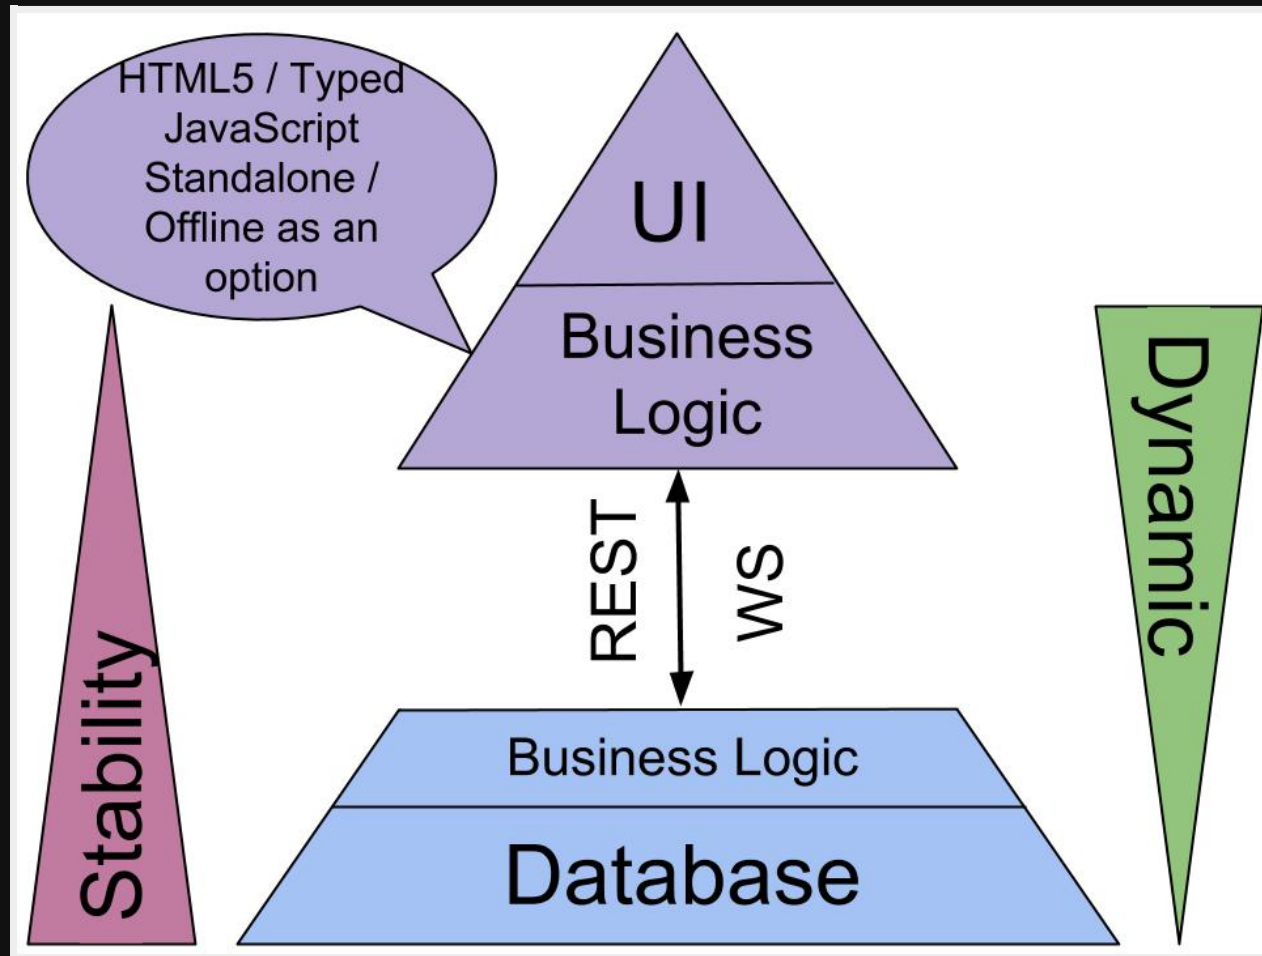 HTML5 / Typed
JavaScript
Standalone /
Offline as an
option
UI
Business
Logic
REST
WS
Business Logic
Database
Stability
Dynamic